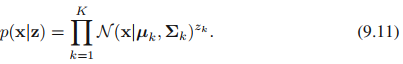 p(x|z) = ∏_{k=1}^{K} 𝒩(x|μ_k, Σ_k)^{z_k}. (9.11)